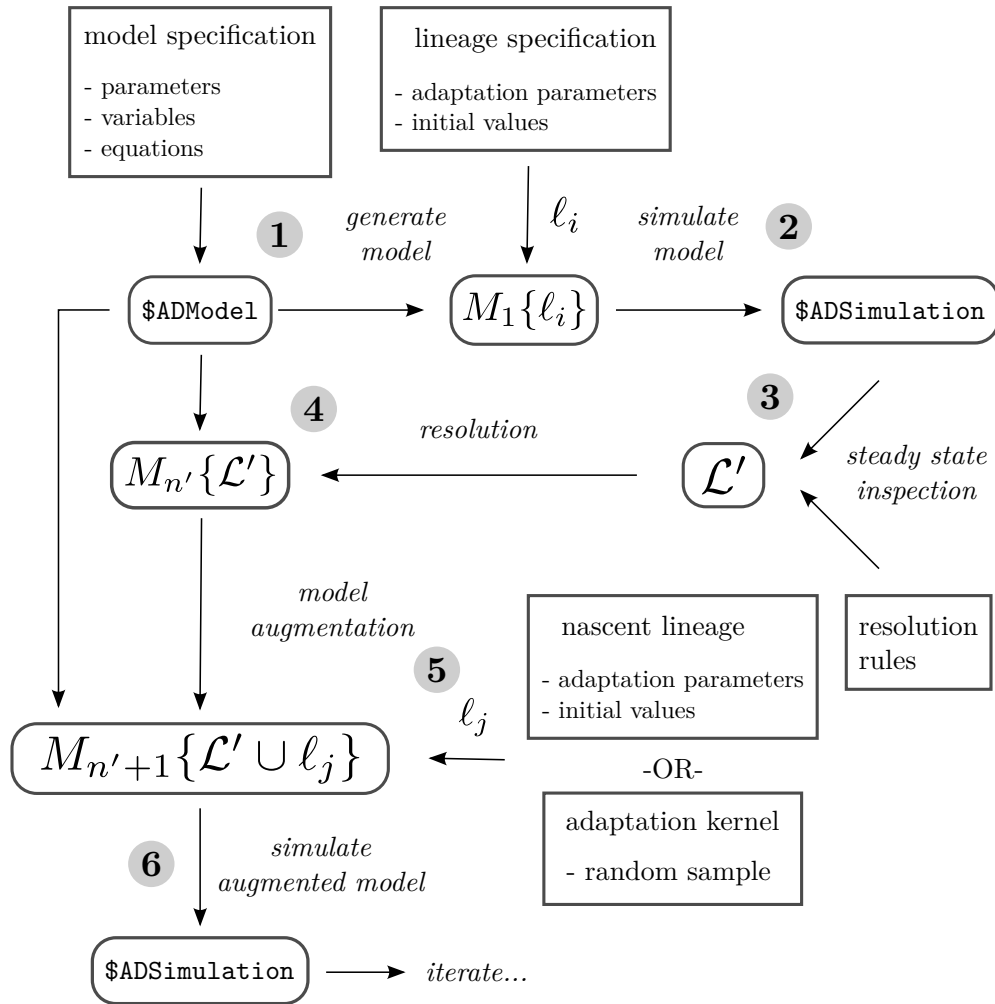 model specification
- parameters
- variables
- equations
lineage specification
- adaptation parameters
- initial values
1
generate
model
ℓ_i
simulate
model
2
$ADModel
M_1{ℓ_i}
$ADSimulation
4
3
resolution
M_{n'}{ℒ'}
ℒ'
steady state
inspection
model
augmentation
5
ℓ_j
nascent lineage
- adaptation parameters
- initial values
resolution
rules
M_{n'+1}{ℒ' ∪ ℓ_j}
-OR-
adaptation kernel
- random sample
6
simulate
augmented model
$ADSimulation
iterate...